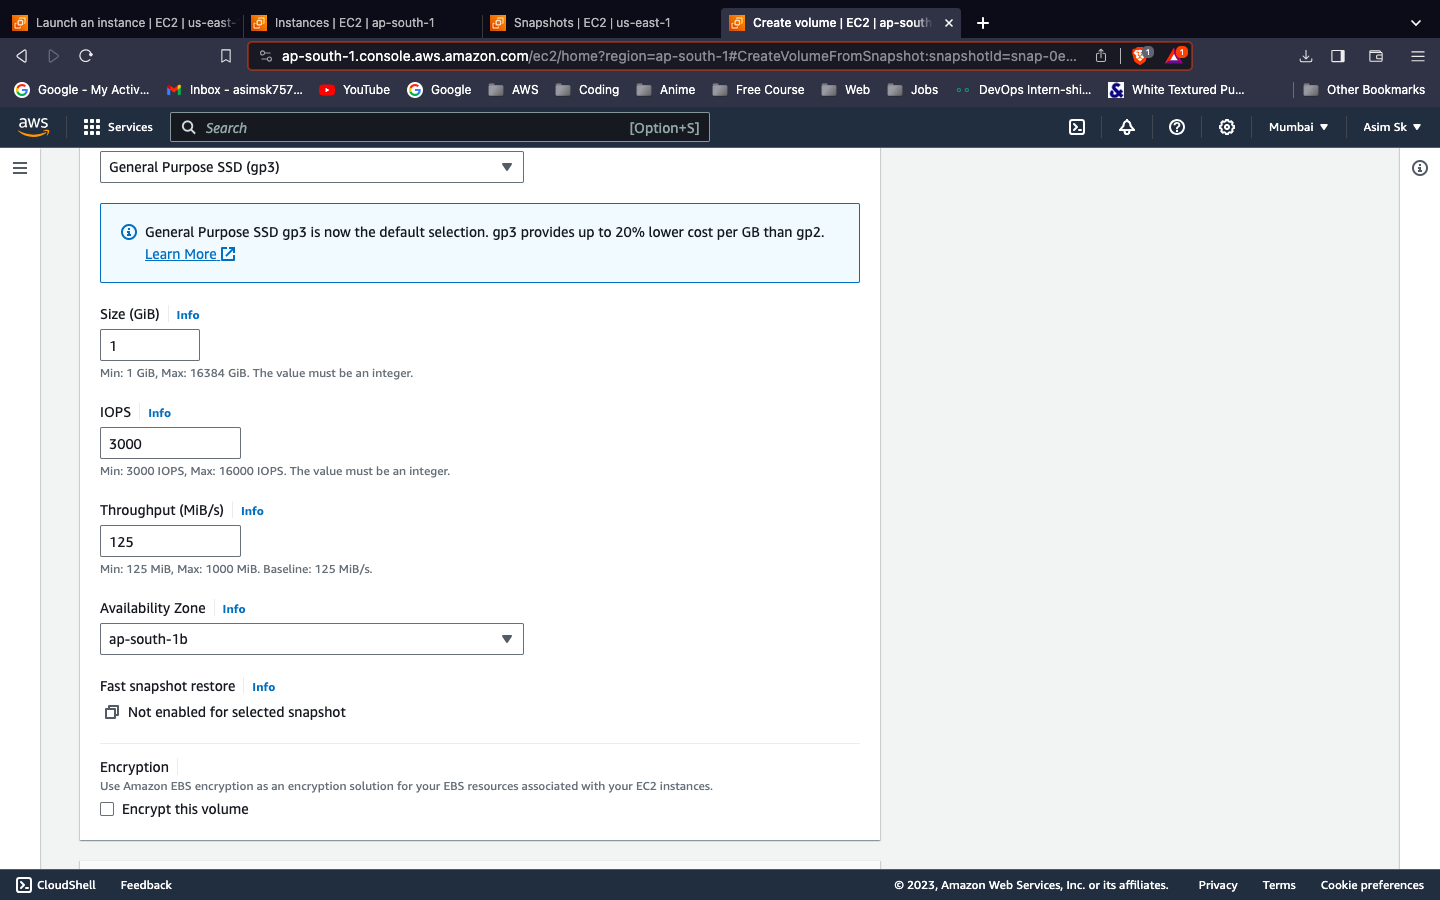 Launch an instance | EC2 | us-east-
Instances | EC2 | ap-south-1
Snapshots | EC2 | us-east-1
Create volume | EC2 | ap-south
ap-south-1.console.aws.amazon.com/ec2/home?region=ap-south-1#CreateVolumeFromSnapshot:snapshotId=snap-0e...
1
1
Google - My Activ...
Inbox - asimsk757...
YouTube
Google
AWS
Coding
Anime
Free Course
Web
Jobs
DevOps Intern-shi...
White Textured Pu...
Other Bookmarks
aws
Services
Search
[Option+S]
Mumbai
Asim Sk
General Purpose SSD (gp3)
General Purpose SSD gp3 is now the default selection. gp3 provides up to 20% lower cost per GB than gp2.
Learn More
Size (GiB) Info
1
Min: 1 GiB, Max: 16384 GiB. The value must be an integer.
IOPS Info
3000
Min: 3000 IOPS, Max: 16000 IOPS. The value must be an integer.
Throughput (MiB/s) Info
125
Min: 125 MiB, Max: 1000 MiB. Baseline: 125 MiB/s.
Availability Zone Info
ap-south-1b
Fast snapshot restore Info
Not enabled for selected snapshot
Encryption
Use Amazon EBS encryption as an encryption solution for your EBS resources associated with your EC2 instances.
Encrypt this volume
CloudShell
Feedback
© 2023, Amazon Web Services, Inc. or its affiliates.
Privacy
Terms
Cookie preferences